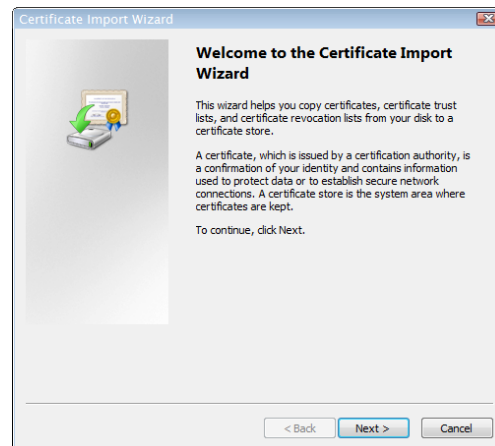 Certificate Import Wizard
Welcome to the Certificate Import
Wizard
This wizard helps you copy certificates, certificate trust
lists, and certificate revocation lists from your disk to a
certificate store.
A certificate, which is issued by a certification authority, is
a confirmation of your identity and contains information
used to protect data or to establish secure network
connections. A certificate store is the system area where
certificates are kept.
To continue, click Next.
< Back Next > Cancel